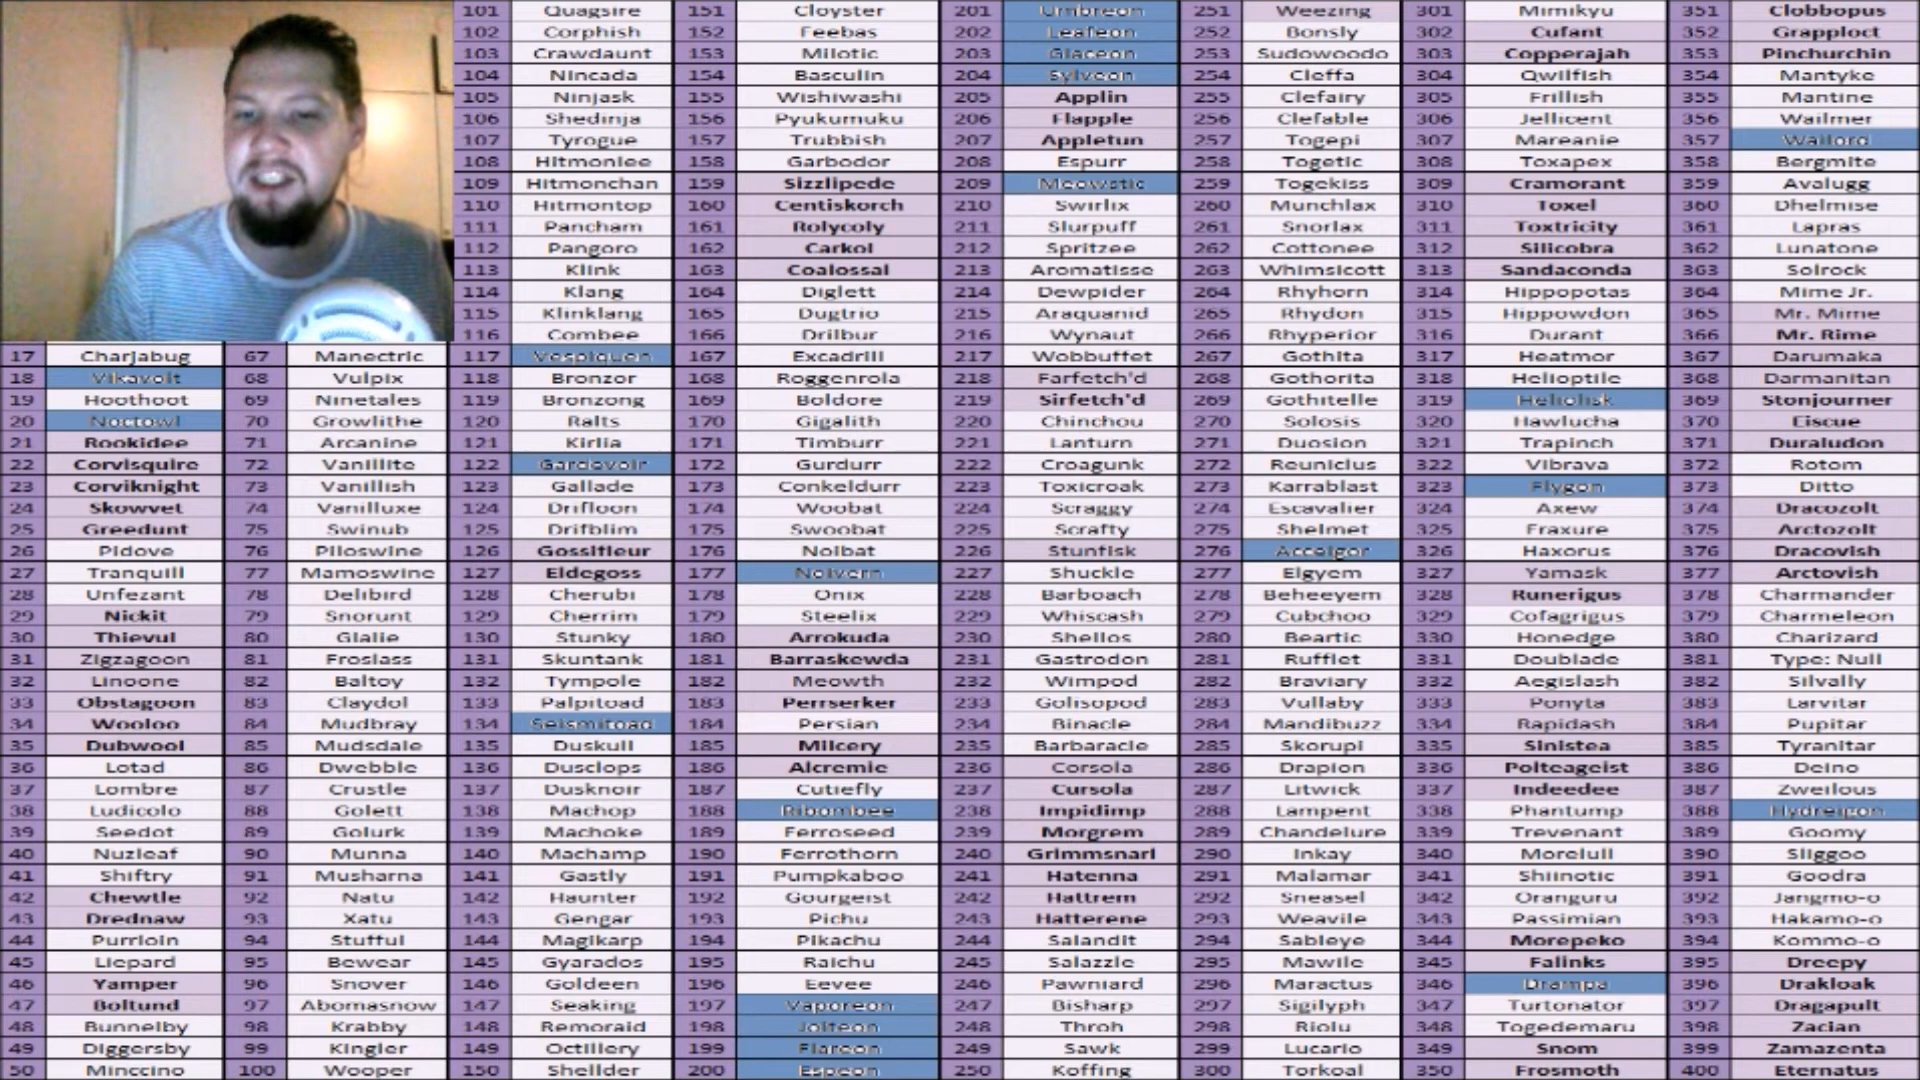 17 Charjabug
18 Vikavolt
19 Hoothoot
20 Noctowl
21 Rookidee
22 Corvisquire
23 Corviknight
24 Skowvet
25 Greedunt
26 Pidove
27 Tranquill
28 Unfezant
29 Nickit
30 Thievul
31 Zigzagoon
32 Linoone
33 Obstagoon
34 Wooloo
35 Dubwool
36 Lotad
37 Lombre
38 Ludicolo
39 Seedot
40 Nuzleaf
41 Shiftry
42 Chewtle
43 Drednaw
44 Purrloin
45 Liepard
46 Yamper
47 Boltund
48 Bunnelby
49 Diggersby
50 Minccino
67 Manectric
68 Vulpix
69 Ninetales
70 Growlithe
71 Arcanine
72 Vanillite
73 Vanillish
74 Vanilluxe
75 Swinub
76 Piloswine
77 Mamoswine
78 Delibird
79 Snorunt
80 Glalie
81 Froslass
82 Baltoy
83 Claydol
84 Mudbray
85 Mudsdale
86 Dwebble
87 Crustle
88 Golett
89 Golurk
90 Munna
91 Musharna
92 Natu
93 Xatu
94 Stufful
95 Bewear
96 Snover
97 Abomasnow
98 Krabby
99 Kingler
100 Wooper
101 Quagsire
102 Corphish
103 Crawdaunt
104 Nincada
105 Ninjask
106 Shedinja
107 Tyrogue
108 Hitmonlee
109 Hitmonchan
110 Hitmontop
111 Pancham
112 Pangoro
113 Klink
114 Klang
115 Klinklang
116 Combee
117 Vespiquen
118 Bronzor
119 Bronzong
120 Ralts
121 Kirlia
122 Gardevoir
123 Gallade
124 Drifloon
125 Drifblim
126 Gossifleur
127 Eldegoss
128 Cherubi
129 Cherrim
130 Stunky
131 Skuntank
132 Tympole
133 Palpitoad
134 Seismitoad
135 Duskull
136 Dusclops
137 Dusknoir
138 Machop
139 Machoke
140 Machamp
141 Gastly
142 Haunter
143 Gengar
144 Magikarp
145 Gyarados
146 Goldeen
147 Seaking
148 Remoraid
149 Octillery
150 Shellder
151 Cloyster
152 Feebas
153 Milotic
154 Basculin
155 Wishiwashi
156 Pyukumuku
157 Trubbish
158 Garbodor
159 Sizzlipede
160 Centiskorch
161 Rolycoly
162 Carkol
163 Coalossal
164 Diglett
165 Dugtrio
166 Drilbur
167 Excadrill
168 Roggenrola
169 Boldore
170 Gigalith
171 Timburr
172 Gurdurr
173 Conkeldurr
174 Woobat
175 Swoobat
176 Noibat
177 Noivern
178 Onix
179 Steelix
180 Arrokuda
181 Barraskewda
182 Meowth
183 Perrserker
184 Persian
185 Milcery
186 Alcremie
187 Cutiefly
188 Ribombee
189 Ferroseed
190 Ferrothorn
191 Pumpkaboo
192 Gourgeist
193 Pichu
194 Pikachu
195 Raichu
196 Eevee
197 Vaporeon
198 Jolteon
199 Flareon
200 Espeon
201 Umbreon
202 Leafeon
203 Glaceon
204 Sylveon
205 Applin
206 Flapple
207 Appletun
208 Espurr
209 Meowstic
210 Swirlix
211 Slurpuff
212 Spritzee
213 Aromatisse
214 Dewpider
215 Araquanid
216 Wynaut
217 Wobbuffet
218 Farfetch'd
219 Sirfetch'd
220 Chinchou
221 Lanturn
222 Croagunk
223 Toxicroak
224 Scraggy
225 Scrafty
226 Stunfisk
227 Shuckle
228 Barboach
229 Whiscash
230 Shellos
231 Gastrodon
232 Wimpod
233 Golisopod
234 Binacle
235 Barbaracle
236 Corsola
237 Cursola
238 Impidimp
239 Morgrem
240 Grimmsnarl
241 Hatenna
242 Hattrem
243 Hatterene
244 Salandit
245 Salazzle
246 Pawniard
247 Bisharp
248 Throh
249 Sawk
250 Koffing
251 Weezing
252 Bonsly
253 Sudowoodo
254 Cleffa
255 Clefairy
256 Clefable
257 Togepi
258 Togetic
259 Togekiss
260 Munchlax
261 Snorlax
262 Cottonee
263 Whimsicott
264 Rhyhorn
265 Rhydon
266 Rhyperior
267 Gothita
268 Gothorita
269 Gothitelle
270 Solosis
271 Duosion
272 Reuniclus
273 Karrablast
274 Escavalier
275 Shelmet
276 Accelgor
277 Elgyem
278 Beheeyem
279 Cubchoo
280 Beartic
281 Rufflet
282 Braviary
283 Vullaby
284 Mandibuzz
285 Skorupi
286 Drapion
287 Litwick
288 Lampent
289 Chandelure
290 Inkay
291 Malamar
292 Sneasel
293 Weavile
294 Sableye
295 Mawile
296 Maractus
297 Sigilyph
298 Riolu
299 Lucario
300 Torkoal
301 Mimikyu
302 Cufant
303 Copperajah
304 Qwilfish
305 Frillish
306 Jellicent
307 Mareanie
308 Toxapex
309 Cramorant
310 Toxel
311 Toxtricity
312 Silicobra
313 Sandaconda
314 Hippopotas
315 Hippowdon
316 Durant
317 Heatmor
318 Helioptile
319 Heliolisk
320 Hawlucha
321 Trapinch
322 Vibrava
323 Flygon
324 Axew
325 Fraxure
326 Haxorus
327 Yamask
328 Runerigus
329 Cofagrigus
330 Honedge
331 Doublade
332 Aegislash
333 Ponyta
334 Rapidash
335 Sinistea
336 Polteageist
337 Indeedee
338 Phantump
339 Trevenant
340 Morelull
341 Shiinotic
342 Oranguru
343 Passimian
344 Morepeko
345 Falinks
346 Drampa
347 Turtonator
348 Togedemaru
349 Snom
350 Frosmoth
351 Clobbopus
352 Grapploct
353 Pinchurchin
354 Mantyke
355 Mantine
356 Wailmer
357 Wailord
358 Bergmite
359 Avalugg
360 Dhelmise
361 Lapras
362 Lunatone
363 Solrock
364 Mime Jr.
365 Mr. Mime
366 Mr. Rime
367 Darumaka
368 Darmanitan
369 Stonjourner
370 Eiscue
371 Duraludon
372 Rotom
373 Ditto
374 Dracozolt
375 Arctozolt
376 Dracovish
377 Arctovish
378 Charmander
379 Charmeleon
380 Charizard
381 Type: Null
382 Silvally
383 Larvitar
384 Pupitar
385 Tyranitar
386 Deino
387 Zweilous
388 Hydreigon
389 Goomy
390 Sliggoo
391 Goodra
392 Jangmo-o
393 Hakamo-o
394 Kommo-o
395 Dreepy
396 Drakloak
397 Dragapult
398 Zacian
399 Zamazenta
400 Eternatus